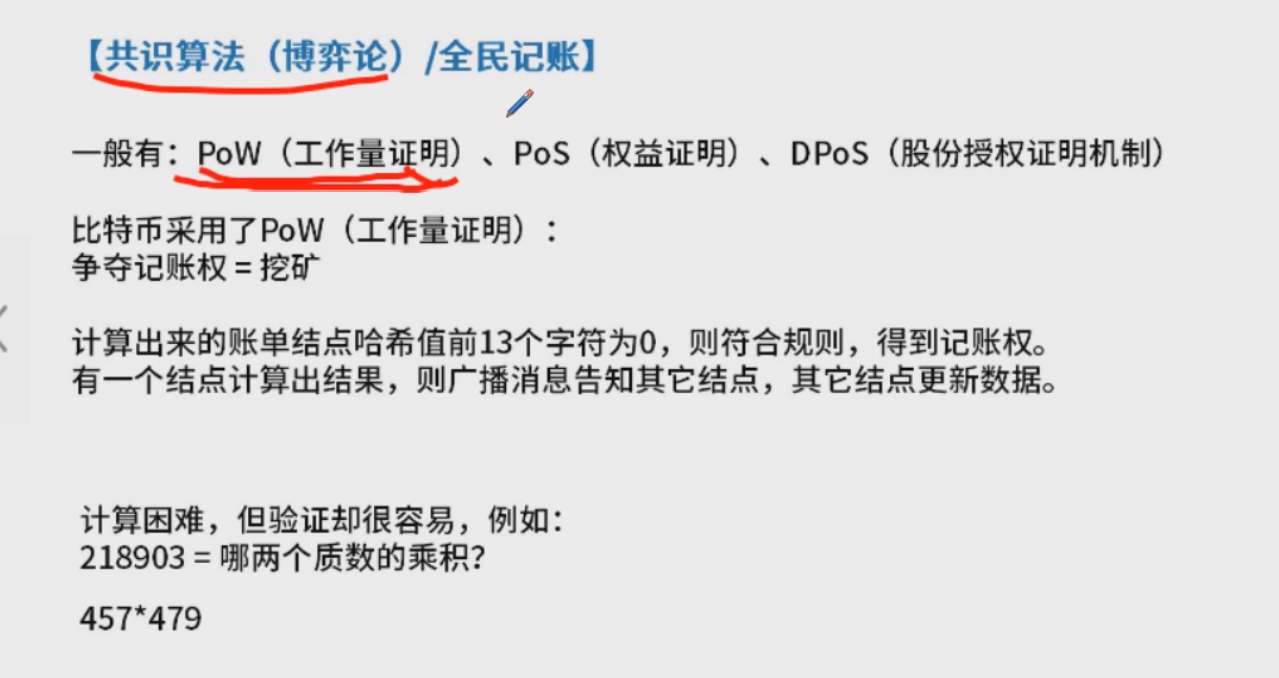 【共识算法（博弈论）/全民记账】
一般有：PoW（工作量证明）、PoS（权益证明）、DPoS（股份授权证明机制）
比特币采用了PoW（工作量证明）：
争夺记账权 = 挖矿
计算出来的账单结点哈希值前13个字符为0，则符合规则，得到记账权。
有一个结点计算出结果，则广播消息告知其它结点，其它结点更新数据。
计算困难，但验证却很容易，例如：
218903 = 哪两个质数的乘积？
457*479